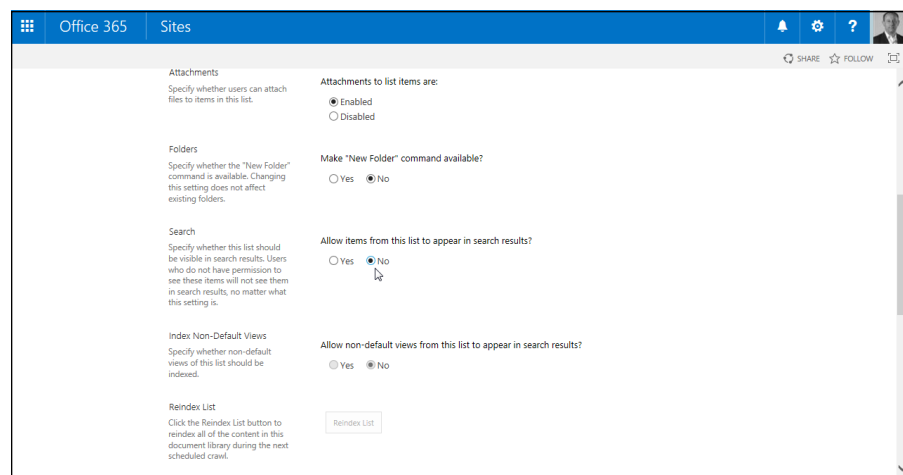 Office 365 Sites ?
SHARE FOLLOW
Attachments
Specify whether users can attach
files to items in this list.
Attachments to list items are:
Enabled
Disabled
Folders
Specify whether the "New Folder"
command is available. Changing
this setting does not affect
existing folders.
Make "New Folder" command available?
Yes No
Search
Specify whether this list should
be visible in search results. Users
who do not have permission to
see these items will not see them
in search results, no matter what
this setting is.
Allow items from this list to appear in search results?
Yes No
Index Non-Default Views
Specify whether non-default
views of this list should be
indexed.
Allow non-default views from this list to appear in search results?
Yes No
Reindex List
Click the Reindex List button to
reindex all of the content in this
document library during the next
scheduled crawl.
Reindex List